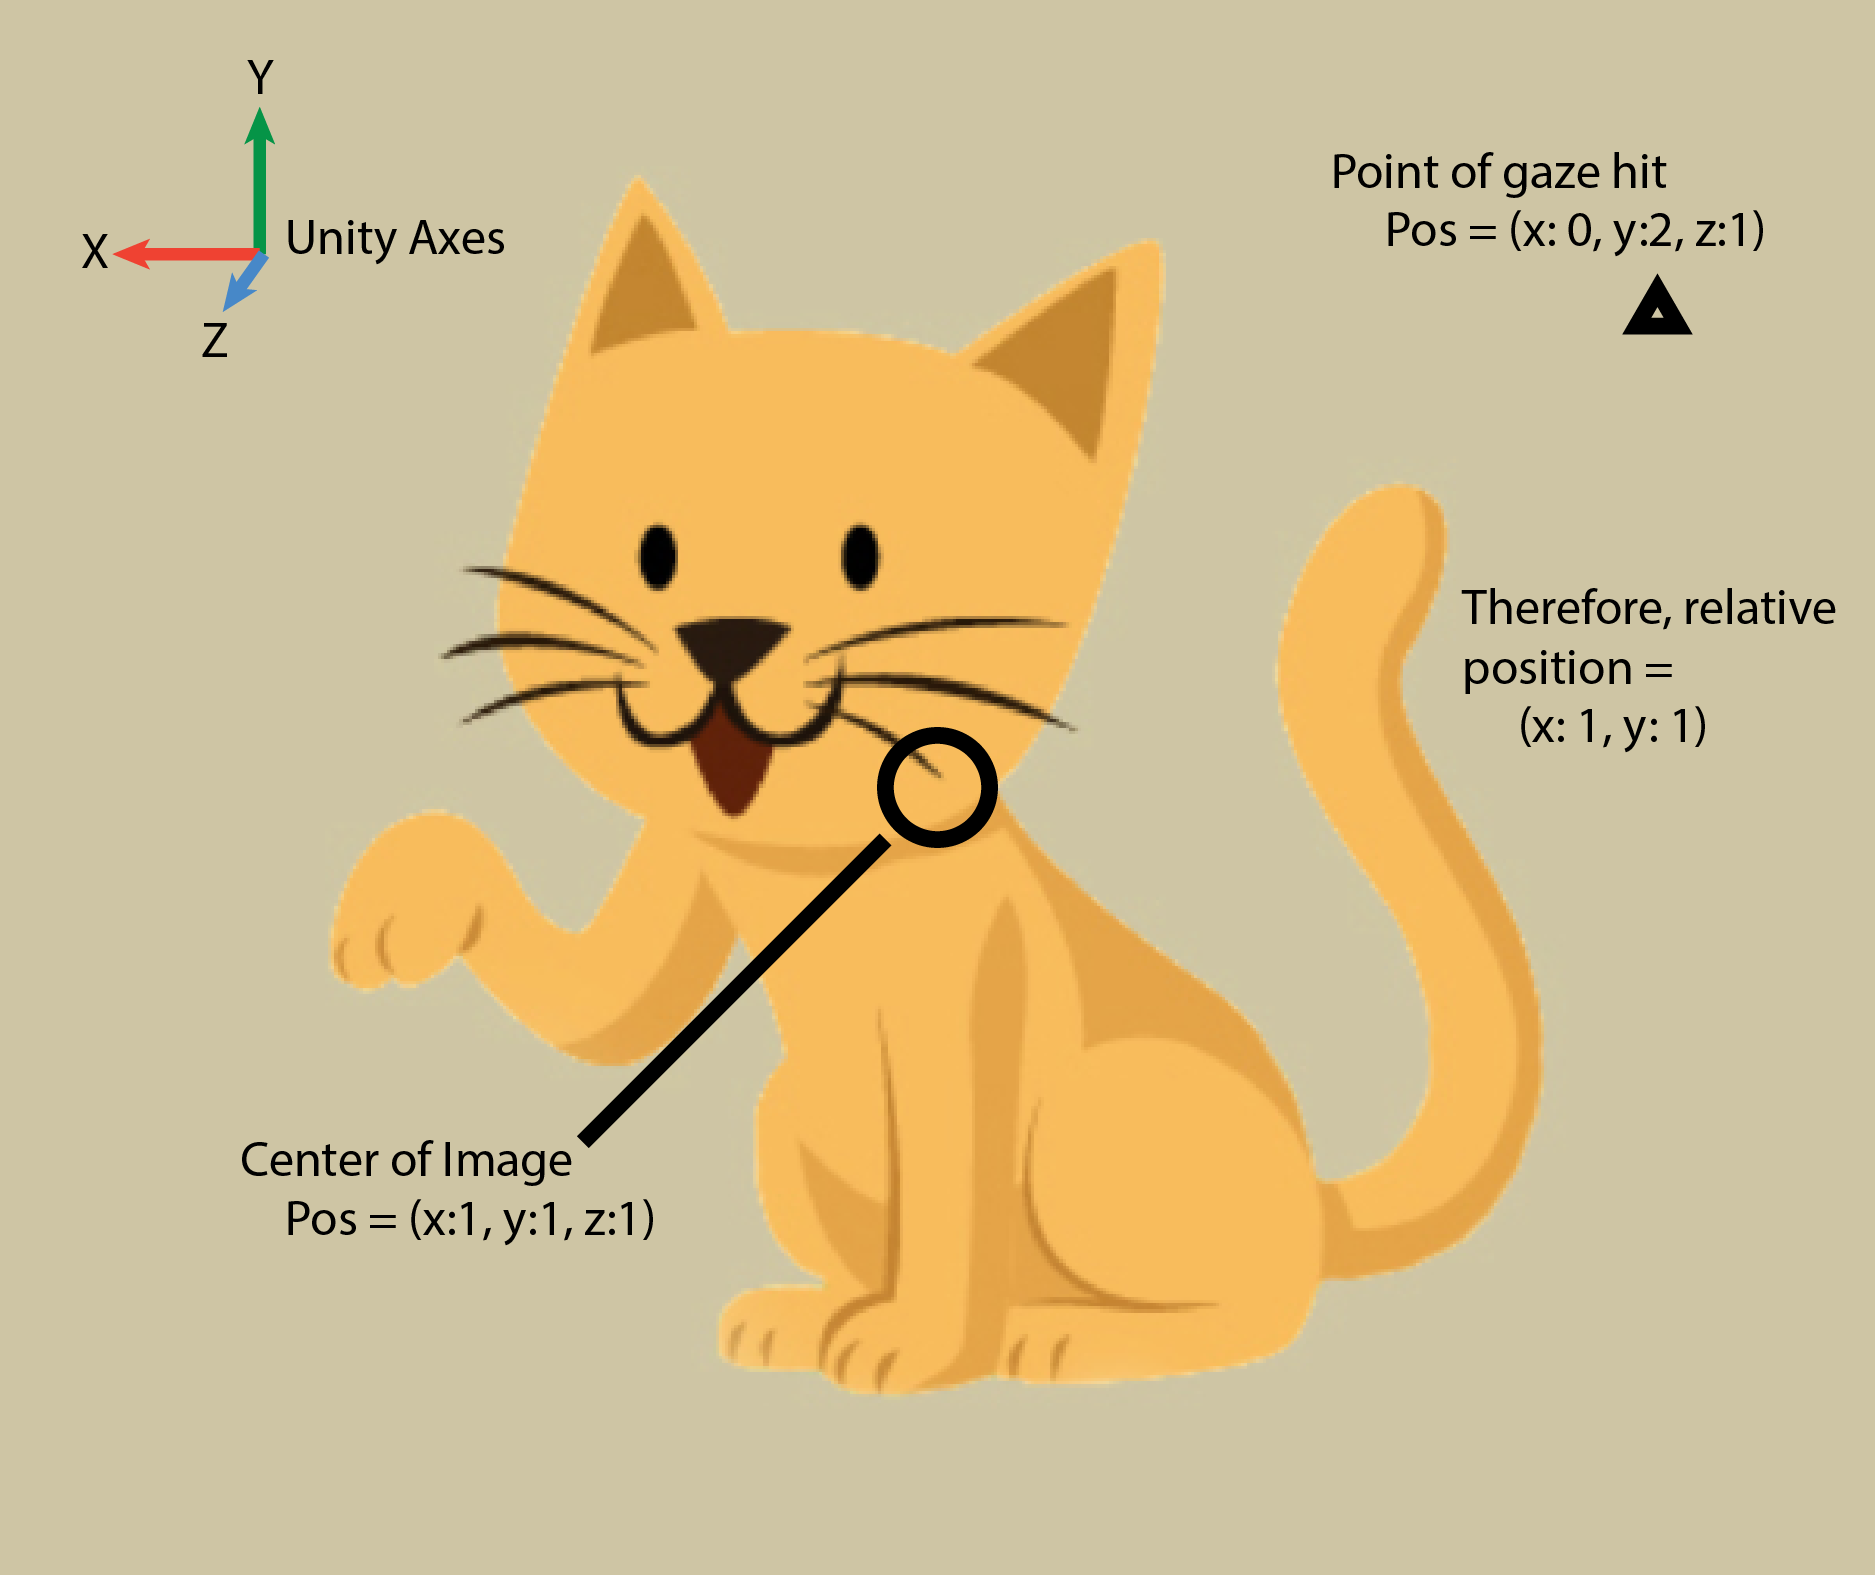 Y
X
Unity Axes
Z
Point of gaze hit
Pos = (x: 0, y:2, z:1)
Therefore, relative
position =
(x: 1, y: 1)
Center of Image
Pos = (x:1, y:1, z:1)